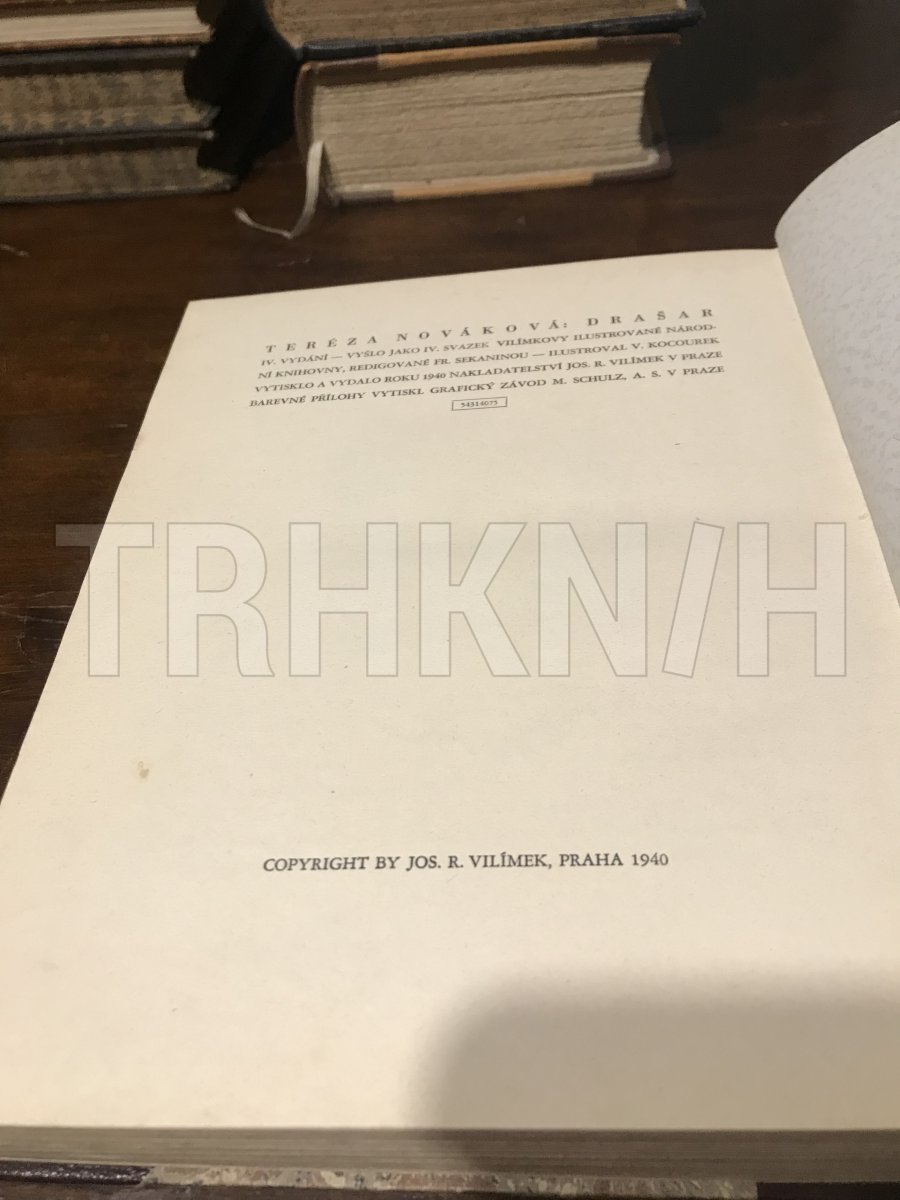 TERÉZA NOVÁKOVÁ: DRAŠAR
IV. VYDÁNÍ — VYŠLO JAKO IV. SVAZEK VILÍMKOVY ILUSTROVANÉ NÁROD-
NÍ KNIHOVNY, REDIGOVANÉ FR. SEKANINOU — ILUSTROVAL V. KOCOUREK
VYTISKLO A VYDALO ROKU 1940 NAKLADATELSTVÍ JOS. R. VILÍMEK V PRAZE
BAREVNÉ PŘÍLOHY VYTISKL GRAFICKÝ ZÁVOD M. SCHULZ, A. S. V PRAZE
54314075
TRHKNIH
COPYRIGHT BY JOS. R. VILÍMEK, PRAHA 1940